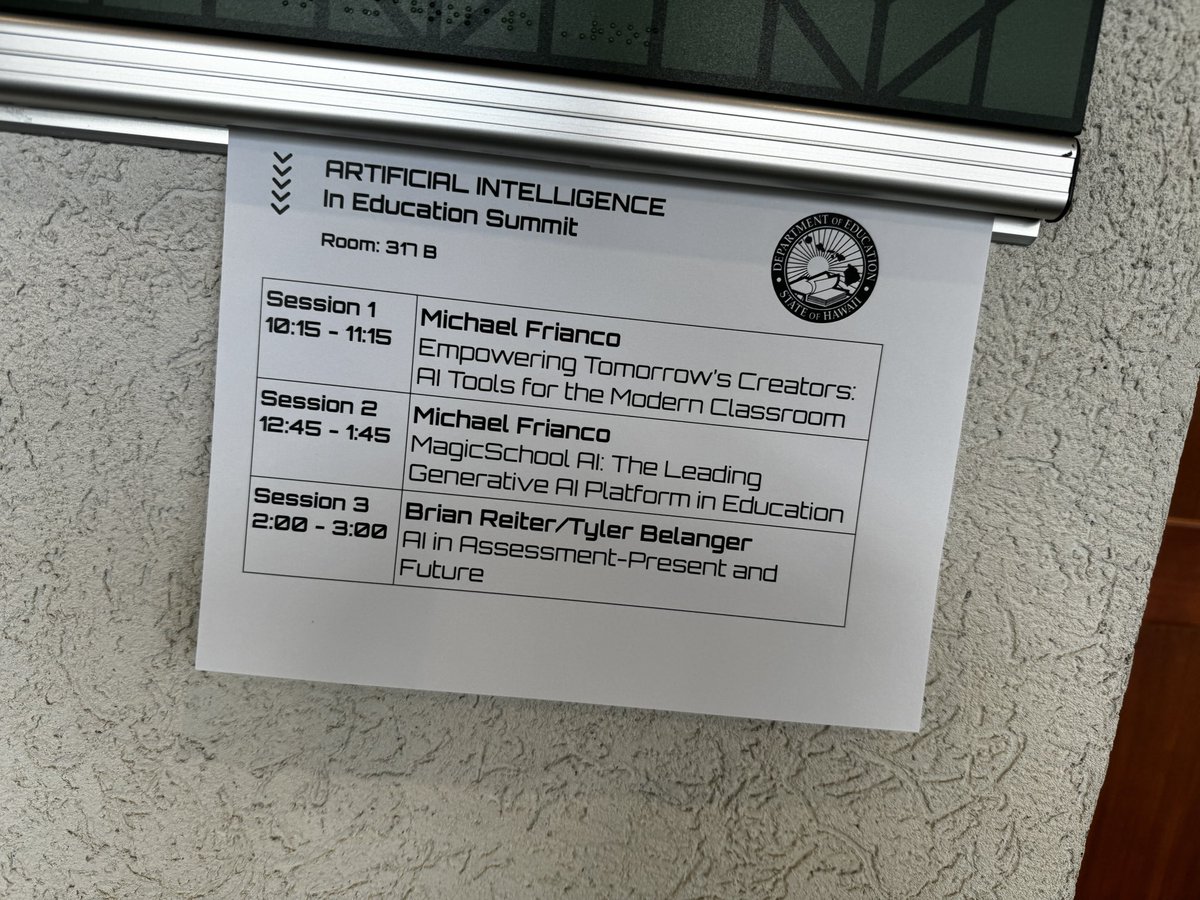 ARTIFICIAL INTELLIGENCE
In Education Summit
Room: 317 B
DEPARTMENT OF EDUCATION
STATE OF HAWAII
Session 1
10:15 - 11:15
Michael Frianco
Empowering Tomorrow's Creators:
AI Tools for the Modern Classroom
Session 2
12:45 - 1:45
Michael Frianco
MagicSchool AI: The Leading
Generative AI Platform in Education
Session 3
2:00 - 3:00
Brian Reiter/Tyler Belanger
AI in Assessment-Present and
Future